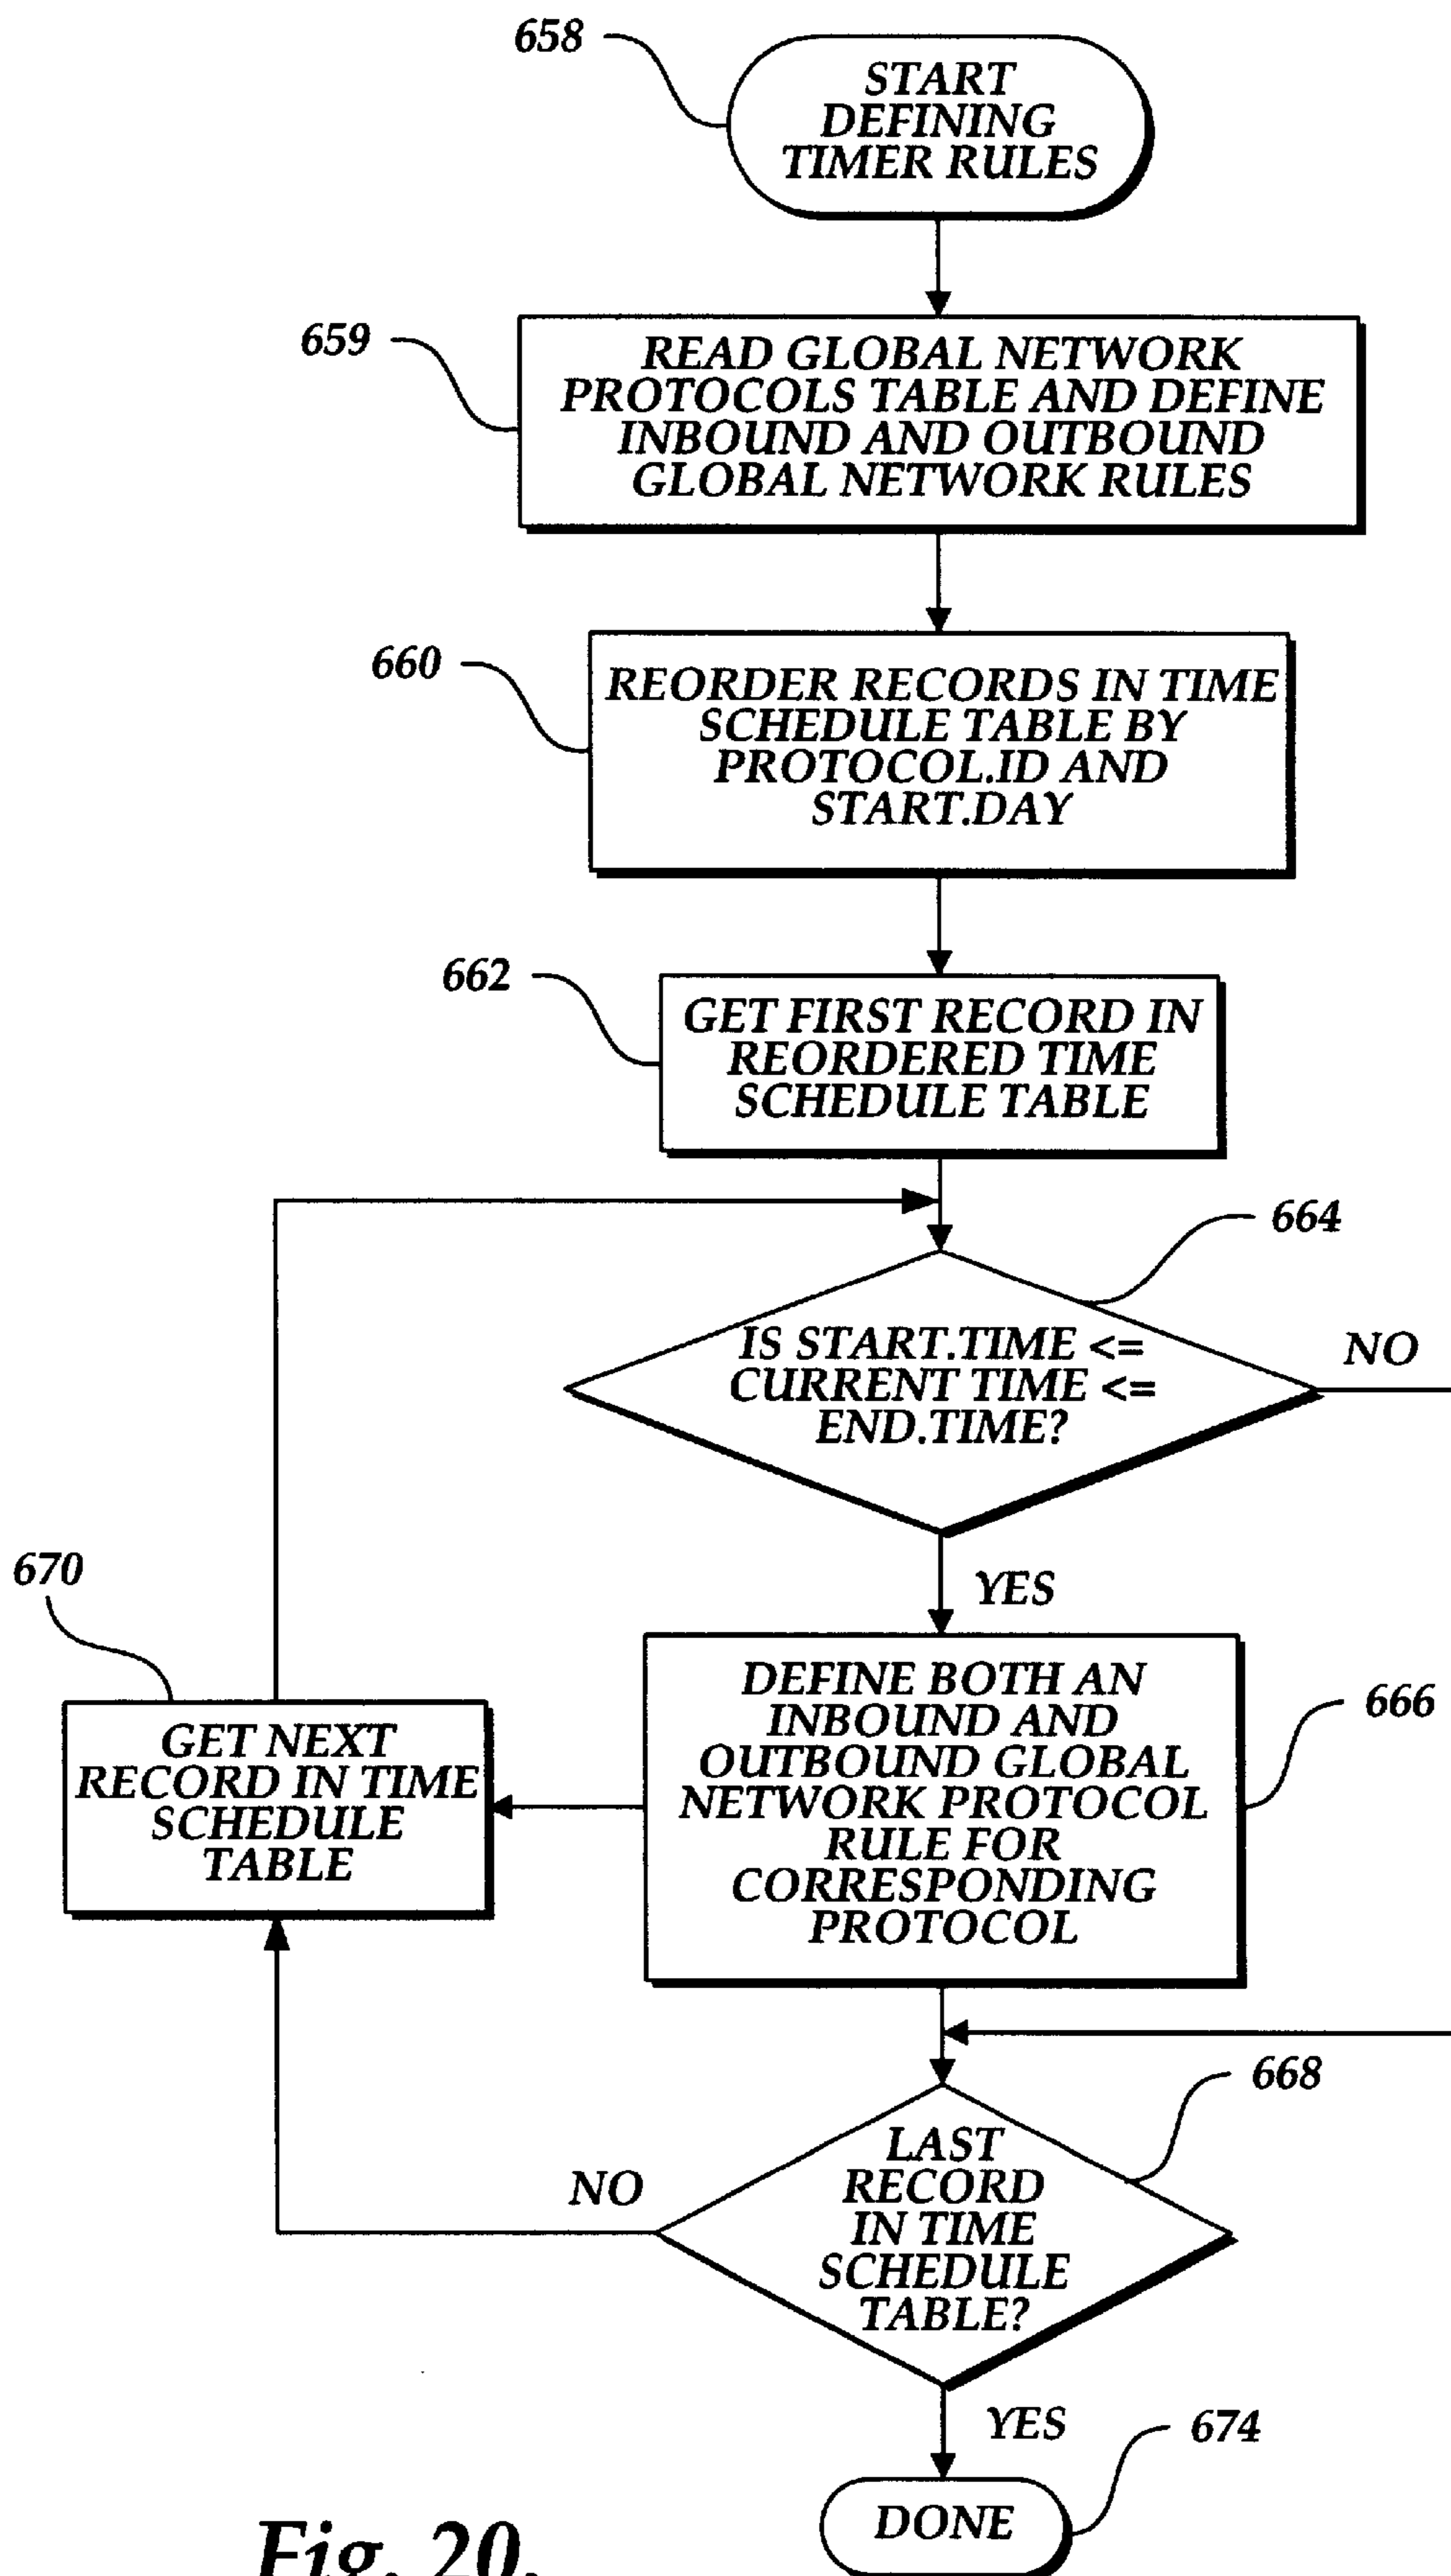 658
START
DEFINING
TIMER RULES
659
READ GLOBAL NETWORK
PROTOCOLS TABLE AND DEFINE
INBOUND AND OUTBOUND
GLOBAL NETWORK RULES
660
REORDER RECORDS IN TIME
SCHEDULE TABLE BY
PROTOCOL.ID AND
START.DAY
662
GET FIRST RECORD IN
REORDERED TIME
SCHEDULE TABLE
664
IS START.TIME <=
CURRENT TIME <=
END.TIME?
NO
YES
670
GET NEXT
RECORD IN TIME
SCHEDULE
TABLE
DEFINE BOTH AN
INBOUND AND
OUTBOUND GLOBAL
NETWORK PROTOCOL
RULE FOR
CORRESPONDING
PROTOCOL
666
668
LAST
RECORD
IN TIME
SCHEDULE
TABLE?
NO
YES
674
DONE
Fig. 20.